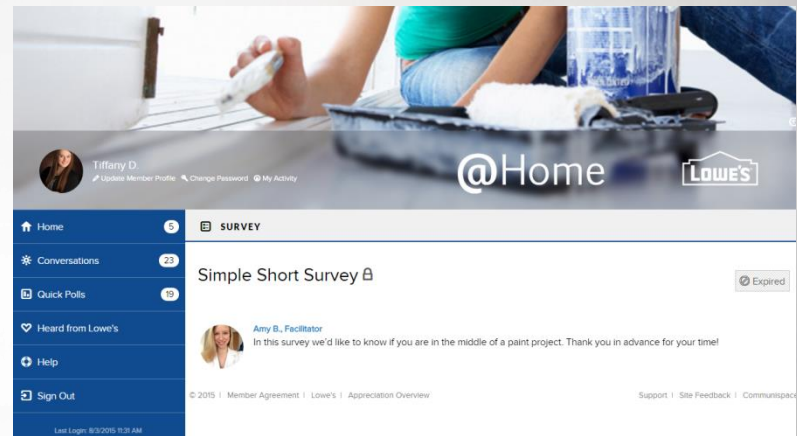 Tiffany D.
Update Member Profile Change Password My Activity
@Home
LOWE'S
Home 5
SURVEY
Conversations 23
Simple Short Survey
Expired
Quick Polls 19
Heard from Lowe's
Amy B., Facilitator
In this survey we'd like to know if you are in the middle of a paint project. Thank you in advance for your time!
Help
Sign Out
© 2015 | Member Agreement | Lowe's | Appreciation Overview
Support | Site Feedback | Communispace
Last Login: 8/3/2015 11:31 AM